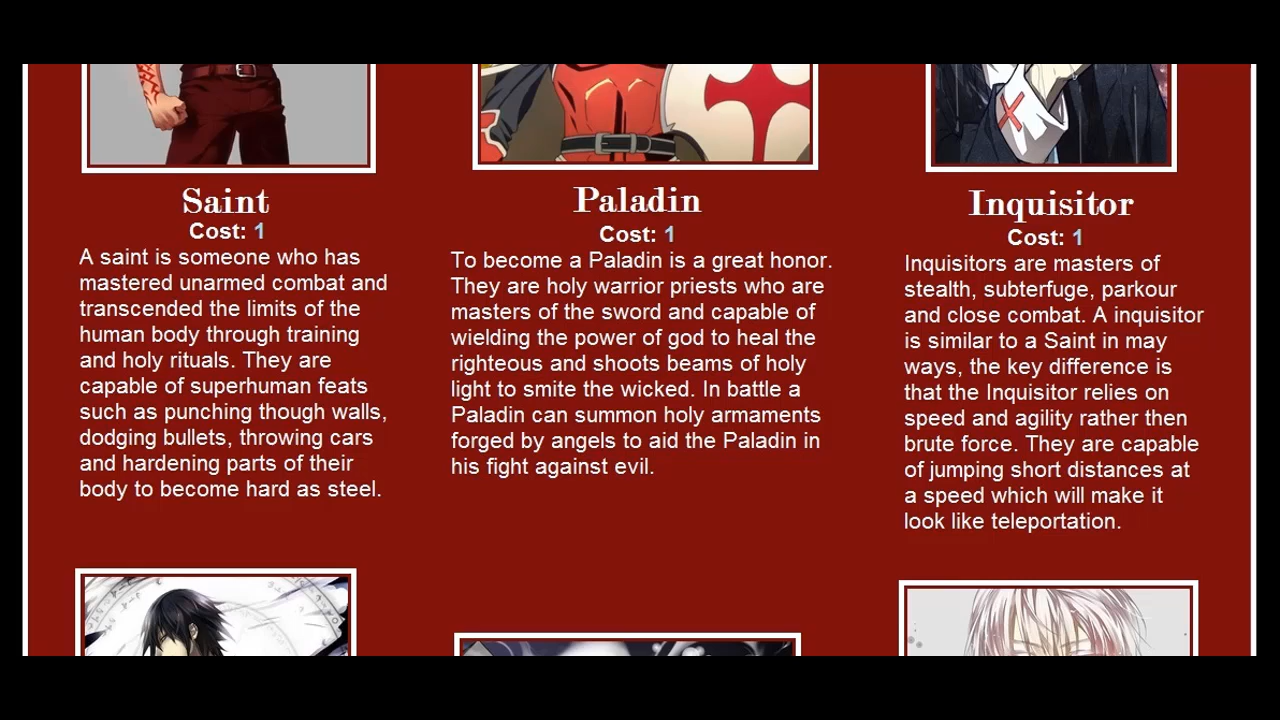 Saint
Cost: 1
A saint is someone who has
mastered unarmed combat and
transcended the limits of the
human body through training
and holy rituals. They are
capable of superhuman feats
such as punching though walls,
dodging bullets, throwing cars
and hardening parts of their
body to become hard as steel.
Paladin
Cost: 1
To become a Paladin is a great honor.
They are holy warrior priests who are
masters of the sword and capable of
wielding the power of god to heal the
righteous and shoots beams of holy
light to smite the wicked. In battle a
Paladin can summon holy armaments
forged by angels to aid the Paladin in
his fight against evil.
Inquisitor
Cost: 1
Inquisitors are masters of
stealth, subterfuge, parkour
and close combat. A inquisitor
is similar to a Saint in may
ways, the key difference is
that the Inquisitor relies on
speed and agility rather then
brute force. They are capable
of jumping short distances at
a speed which will make it
look like teleportation.